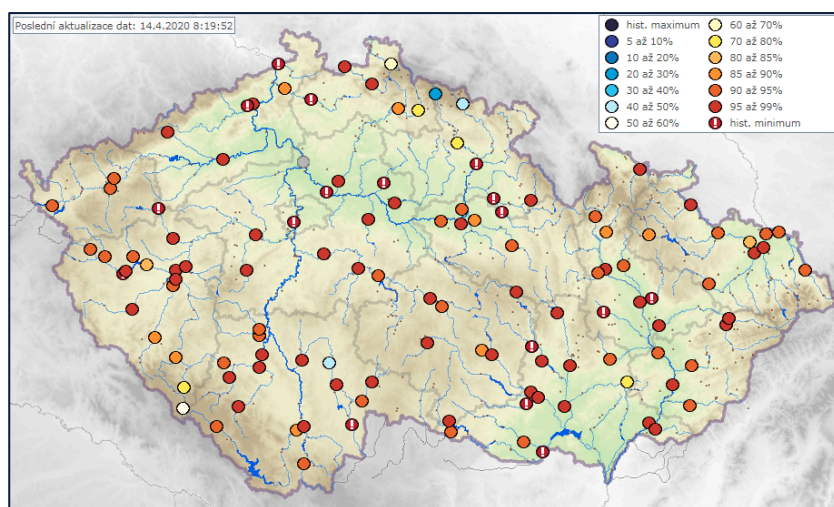 Poslední aktualizace dat: 14.4.2020 8:19:52
hist. maximum
5 až 10%
10 až 20%
20 až 30%
30 až 40%
40 až 50%
50 až 60%
60 až 70%
70 až 80%
80 až 85%
85 až 90%
90 až 95%
95 až 99%
hist. minimum